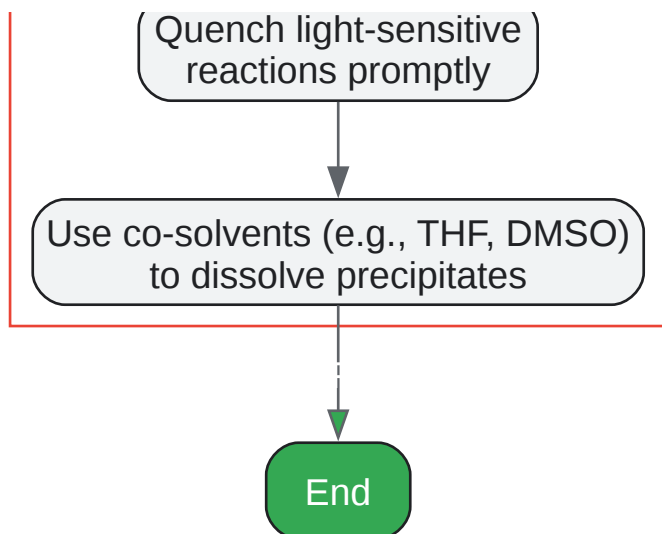 Quench light-sensitive
reactions promptly
Use co-solvents (e.g., THF, DMSO)
to dissolve precipitates
End